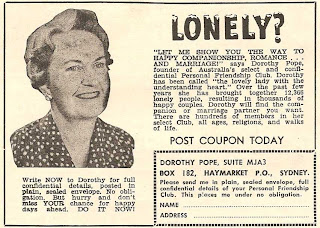 LONELY?
"LET ME SHOW YOU THE WAY TO
HAPPY COMPANIONSHIP, ROMANCE . . .
AND MARRIAGE!" says Dorothy Pope,
founder of Australia's select and confi-
dential Personal Friendship Club. Dorothy
has been called "the lovely lady with the
understanding heart." Over the past few
years she has brought together 12,368
lonely people, resulting in thousands of
happy couples. Dorothy will find the com-
panion or marriage partner you want.
There are hundreds of members in her
select Club, all ages, religions, and walks
of life.
Write NOW to Dorothy for full
confidential details, posted in
plain, sealed envelope. No obli-
gation. But hurry and don't
miss YOUR chance for happy
days ahead. DO IT NOW!
POST COUPON TODAY
DOROTHY POPE, SUITE MJA3
BOX 182, HAYMARKET P.O., SYDNEY.
Please send me in plain, sealed envelope, full
confidential details of your Personal Friendship
Club. This places me under no obligation.
NAME
ADDRESS